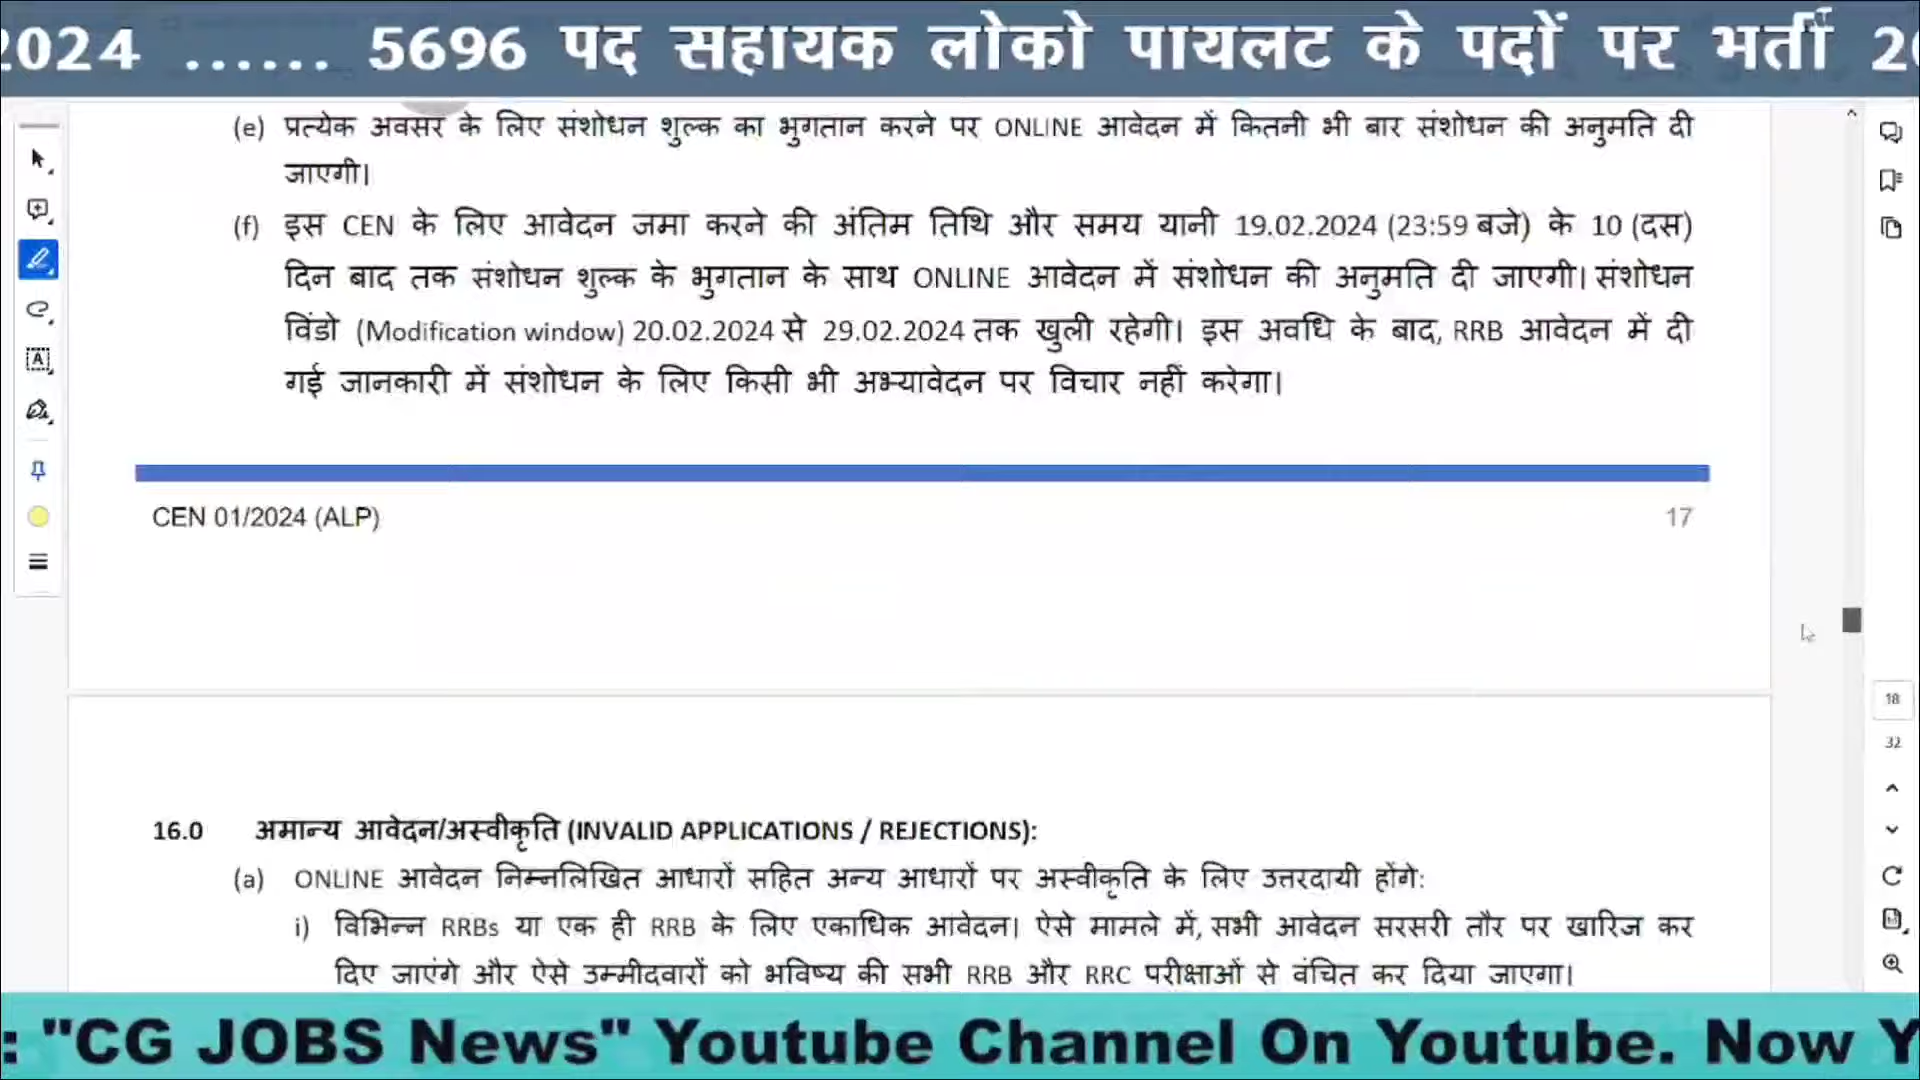 2024 ...... 5696 पद सहायक लोको पायलट के पदों पर भर्ती
(e) प्रत्येक अवसर के लिए संशोधन शुल्क का भुगतान करने पर ONLINE आवेदन में कितनी भी बार संशोधन की अनुमति दी
जाएगी।
(f) इस CEN के लिए आवेदन जमा करने की अंतिम तिथि और समय यानी 19.02.2024 (23:59 बजे) के 10 (दस)
दिन बाद तक संशोधन शुल्क के भुगतान के साथ ONLINE आवेदन में संशोधन की अनुमति दी जाएगी। संशोधन
विंडो (Modification window) 20.02.2024 से 29.02.2024 तक खुली रहेगी। इस अवधि के बाद, RRB आवेदन में दी
गई जानकारी में संशोधन के लिए किसी भी अभ्यावेदन पर विचार नहीं करेगा।
CEN 01/2024 (ALP) 17
18
32
16.0 अमान्य आवेदन/अस्वीकृति (INVALID APPLICATIONS / REJECTIONS):
(a) ONLINE आवेदन निम्नलिखित आधारों सहित अन्य आधारों पर अस्वीकृति के लिए उत्तरदायी होंगे:
i) विभिन्न RRBs या एक ही RRB के लिए एकाधिक आवेदन। ऐसे मामले में, सभी आवेदन सरसरी तौर पर खारिज कर
दिए जाएंगे और ऐसे उम्मीदवारों को भविष्य की सभी RRB और RRC परीक्षाओं से वंचित कर दिया जाएगा।
: "CG JOBS News" Youtube Channel On Youtube. Now